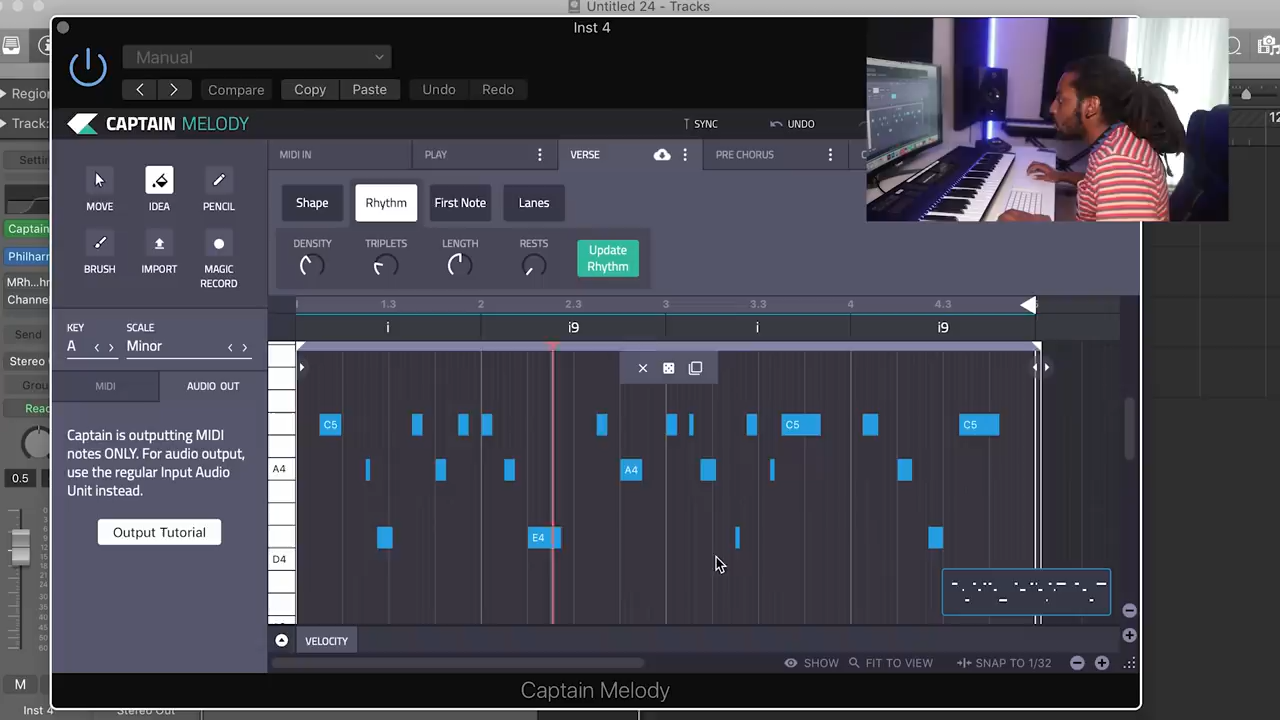 Untitled 24 - Tracks
Inst 4
Manual
Compare
Copy
Paste
Undo
Redo
Region
Track:
CAPTAIN MELODY
SYNC
UNDO
MIDI IN
PLAY
VERSE
PRE CHORUS
MOVE
IDEA
PENCIL
BRUSH
IMPORT
MAGIC
RECORD
Shape
Rhythm
First Note
Lanes
DENSITY
TRIPLETS
LENGTH
RESTS
Update
Rhythm
1.3
2
2.3
3
3.3
4
4.3
i
i9
i
i9
KEY
SCALE
A
Minor
MIDI
AUDIO OUT
Captain is outputting MIDI
notes ONLY. For audio output,
use the regular Input Audio
Unit instead.
Output Tutorial
C5
C5
C5
A4
A4
E4
D4
VELOCITY
SHOW
FIT TO VIEW
SNAP TO 1/32
Captain Melody
Captain
Philharm
Channe
Send
Stereo O
Read
0.5
M
Inst 4
Stereo Out